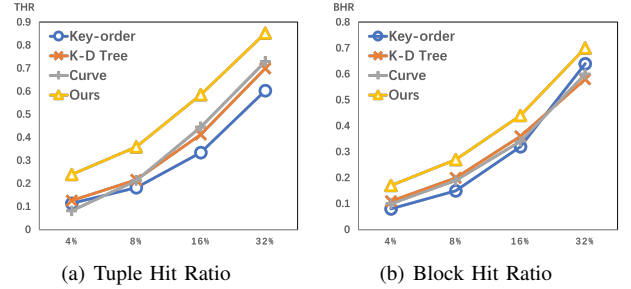 THR
0.9
0.8
0.7
0.6
0.5
0.4
0.3
0.2
0.1
0
Key-order
K-D Tree
Curve
Ours
4% 8% 16% 32%
(a) Tuple Hit Ratio
BHR
0.8
0.7
0.6
0.5
0.4
0.3
0.2
0.1
0
Key-order
K-D Tree
Curve
Ours
4% 8% 16% 32%
(b) Block Hit Ratio